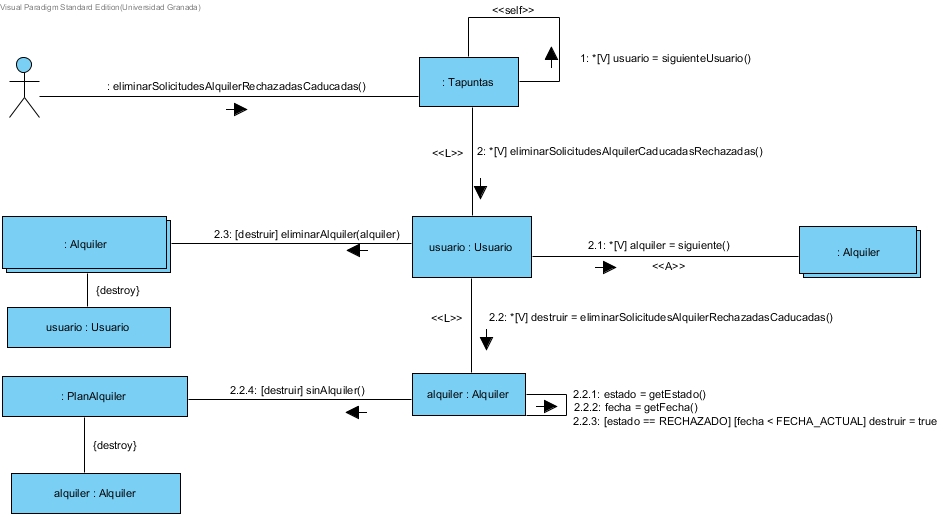 Visual Paradigm Standard Edition(Universidad Granada)
<<self>>
1: *[V] usuario = siguienteUsuario()
: eliminarSolicitudesAlquilerRechazadasCaducadas()
: Tapuntas
<<L>>
2: *[V] eliminarSolicitudesAlquilerCaducadasRechazadas()
: Alquiler
2.3: [destruir] eliminarAlquiler(alquiler)
usuario : Usuario
2.1: *[V] alquiler = siguiente()
<<A>>
: Alquiler
{destroy}
usuario : Usuario
<<L>>
2.2: *[V] destruir = eliminarSolicitudesAlquilerRechazadasCaducadas()
: PlanAlquiler
2.2.4: [destruir] sinAlquiler()
alquiler : Alquiler
2.2.1: estado = getEstado()
2.2.2: fecha = getFecha()
2.2.3: [estado == RECHAZADO] [fecha < FECHA_ACTUAL] destruir = true
{destroy}
alquiler : Alquiler